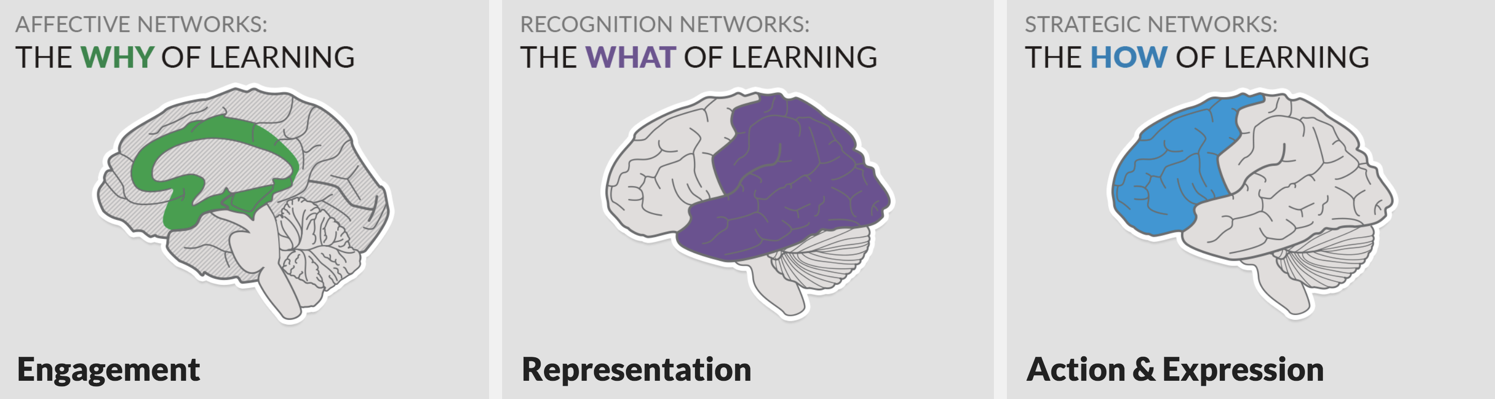 AFFECTIVE NETWORKS:
THE WHY OF LEARNING
Engagement
RECOGNITION NETWORKS:
THE WHAT OF LEARNING
Representation
STRATEGIC NETWORKS:
THE HOW OF LEARNING
Action & Expression